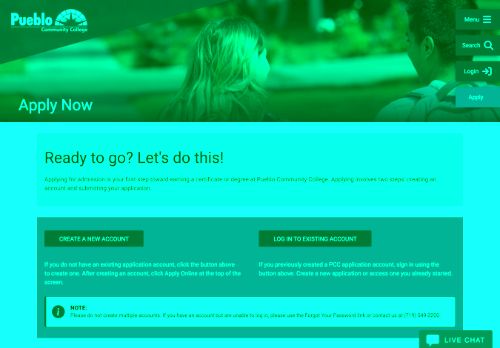 Pueblo
Community College
Menu
Search
Login
Apply
Apply Now
Ready to go? Let's do this!
Applying for admission is your first step toward earning a certificate or degree at Pueblo Community College. Applying involves two steps: creating an
account and submitting your application.
CREATE A NEW ACCOUNT
If you do not have an existing application account, click the button above
to create one. After creating an account, click Apply Online at the top of the
screen.
LOG IN TO EXISTING ACCOUNT
If you previously created a PCC application account, sign in using the
button above. Create a new application or access one you already started.
NOTE:
Please do not create multiple accounts. If you have an account but are unable to log in, please use the Forgot Your Password link or contact us at (719) 549-3200.
LIVE CHAT